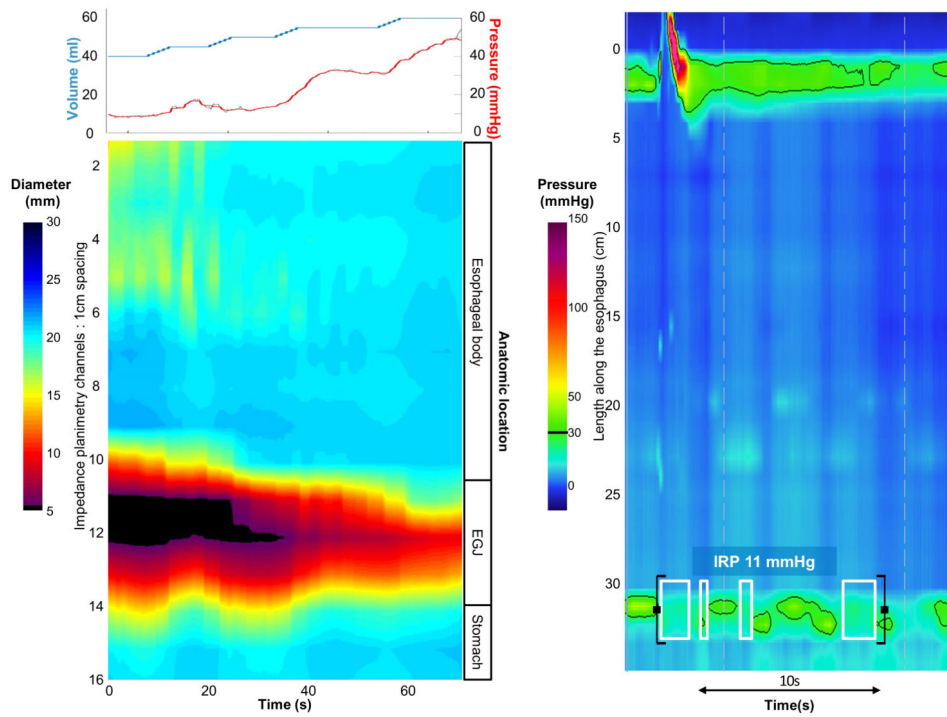 60
40
20
0
Volume (ml)
60
40
20
0
Pressure
(mmHg)
Diameter
(mm)
30
25
20
15
10
5
Impedance planimetry channels : 1cm spacing
2
4
6
8
10
12
14
16
0
20
40
60
Time (s)
Esophageal body
EGJ
Stomach
Anatomic location
Pressure
(mmHg)
150
100
50
30
0
Length along the esophagus (cm)
0
5
10
15
20
25
30
IRP 11 mmHg
10s
Time(s)